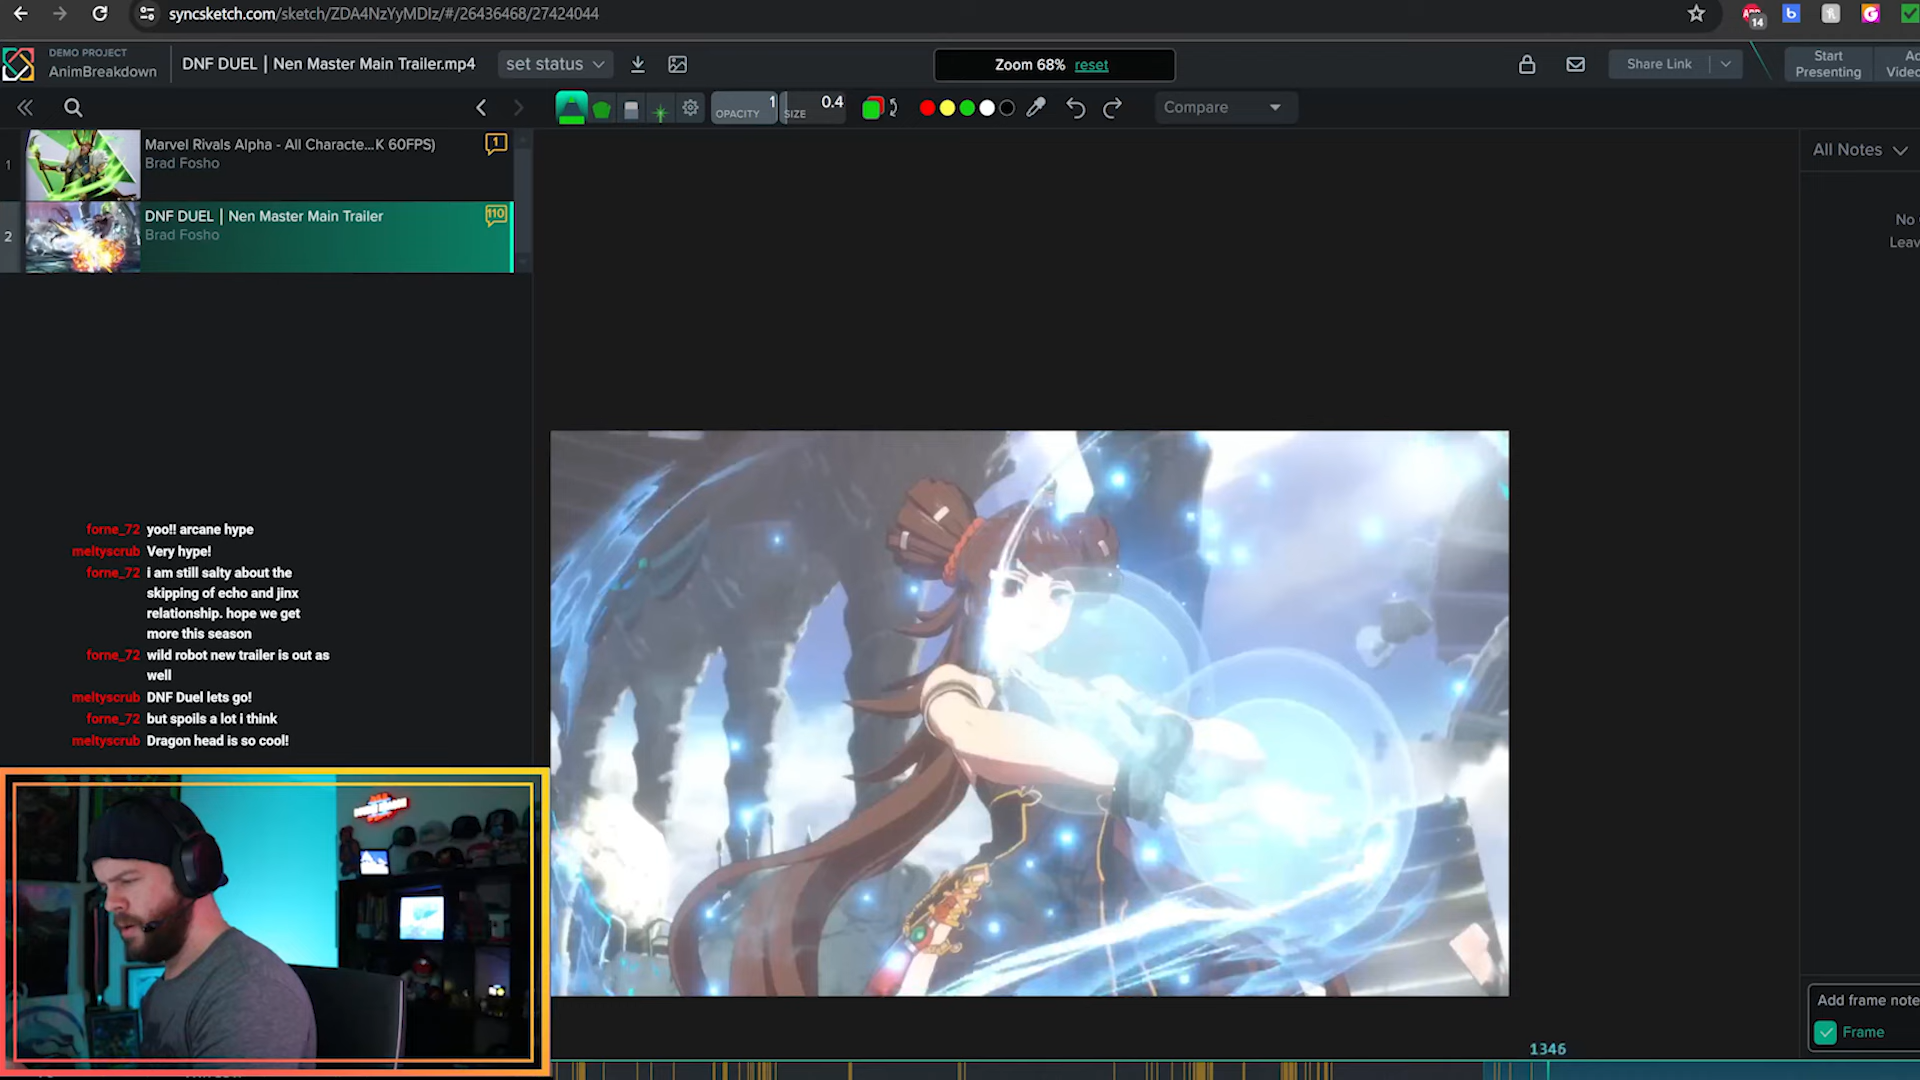 syncsketch.com/sketch/ZDA4NzYyMDIz/#/26436468/27424044
14
DEMO PROJECT
AnimBreakdown
DNF DUEL | Nen Master Main Trailer.mp4
set status
Zoom 68% reset
Share Link
Start
Presenting
Video
OPACITY 1
SIZE 0.4
Compare
1
Marvel Rivals Alpha - All Characte...K 60FPS)
Brad Fosho
1
2
DNF DUEL | Nen Master Main Trailer
Brad Fosho
110
All Notes
No
forne_72 yoo!! arcane hype
meltyscrub Very hype!
forne_72 i am still salty about the
skipping of echo and jinx
relationship. hope we get
more this season
forne_72 wild robot new trailer is out as
well
meltyscrub DNF Duel lets go!
forne_72 but spoils a lot i think
meltyscrub Dragon head is so cool!
Add frame note
Frame
1346